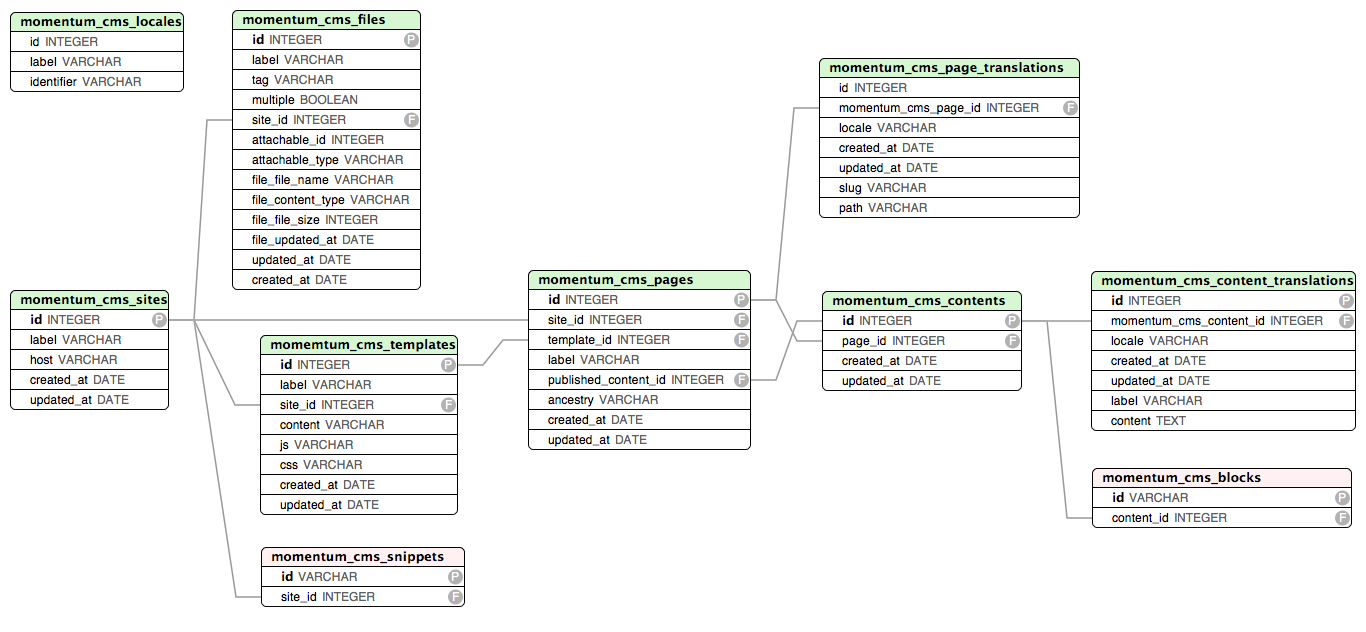 momentum_cms_locales
id INTEGER
label VARCHAR
identifier VARCHAR
momentum_cms_files
id INTEGER P
label VARCHAR
tag VARCHAR
multiple BOOLEAN
site_id INTEGER F
attachable_id INTEGER
attachable_type VARCHAR
file_file_name VARCHAR
file_content_type VARCHAR
file_file_size INTEGER
file_updated_at DATE
updated_at DATE
created_at DATE
momentum_cms_sites
id INTEGER P
label VARCHAR
host VARCHAR
created_at DATE
updated_at DATE
momemtum_cms_templates
id INTEGER P
label VARCHAR
site_id INTEGER F
content VARCHAR
js VARCHAR
css VARCHAR
created_at DATE
updated_at DATE
momentum_cms_snippets
id VARCHAR P
site_id INTEGER F
momentum_cms_pages
id INTEGER P
site_id INTEGER F
template_id INTEGER F
label VARCHAR
published_content_id INTEGER F
ancestry VARCHAR
created_at DATE
updated_at DATE
momentum_cms_page_translations
id INTEGER
momentum_cms_page_id INTEGER F
locale VARCHAR
created_at DATE
updated_at DATE
slug VARCHAR
path VARCHAR
momentum_cms_contents
id INTEGER P
page_id INTEGER F
created_at DATE
updated_at DATE
momentum_cms_content_translations
id INTEGER P
momentum_cms_content_id INTEGER F
locale VARCHAR
created_at DATE
updated_at DATE
label VARCHAR
content TEXT
momentum_cms_blocks
id VARCHAR P
content_id INTEGER F